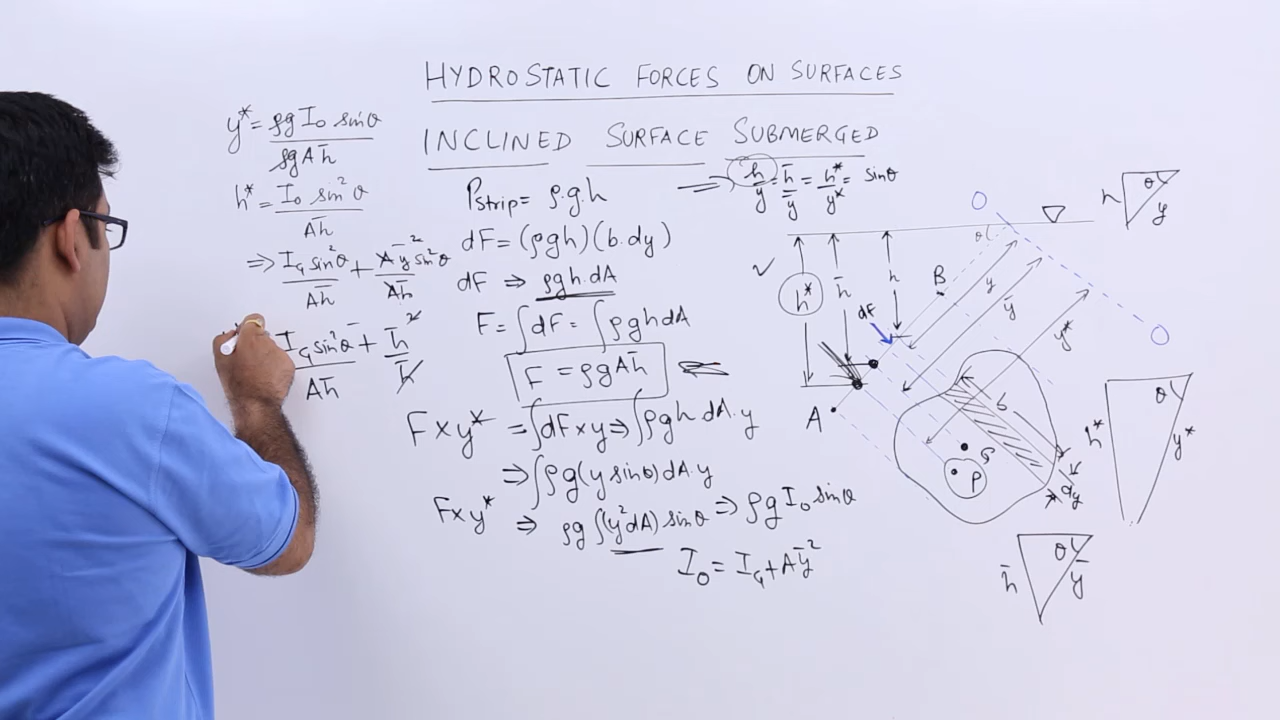 HYDROSTATIC FORCES ON SURFACES
INCLINED SURFACE SUBMERGED
y* = ρg I₀ sinθ / ρgAh̄
h* = I₀ sin²θ / Ah̄
⇒ I_G sin²θ / Ah̄ + Aȳ² sin²θ / Ah̄
I_G sin²θ / Ah̄ + h̄² / h̄
P_strip = ρ.g.h
⇒ h/y = h̄/ȳ = h*/y* = sinθ
dF = (ρgh)(b.dy)
dF ⇒ ρgh.dA
F = ∫dF = ∫ρghdA
F = ρgAh̄
F×y* = ∫dF×y ⇒ ∫ρgh dA.y
⇒ ∫ρg(y sinθ)dA.y
F×y* ⇒ ρg∫(y²dA) sinθ ⇒ ρg I₀ sinθ
I₀ = I_G + Aȳ²
O
θ
h*
h̄
h
B
dF
y
ȳ
y*
O
A
b
G
P
dy
h
θ
y
h*
θ
y*
h̄
θ
ȳ